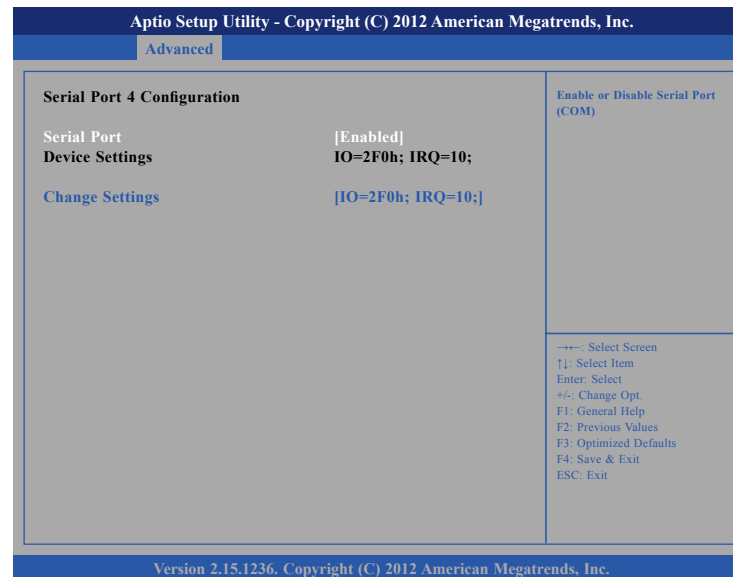 Aptio Setup Utility - Copyright (C) 2012 American Megatrends, Inc.
Advanced
Serial Port 4 Configuration
Serial Port [Enabled]
Device Settings IO=2F0h; IRQ=10;
Change Settings [IO=2F0h; IRQ=10;]
Enable or Disable Serial Port
(COM)
→←: Select Screen
↑↓: Select Item
Enter: Select
+/-: Change Opt.
F1: General Help
F2: Previous Values
F3: Optimized Defaults
F4: Save & Exit
ESC: Exit
Version 2.15.1236. Copyright (C) 2012 American Megatrends, Inc.